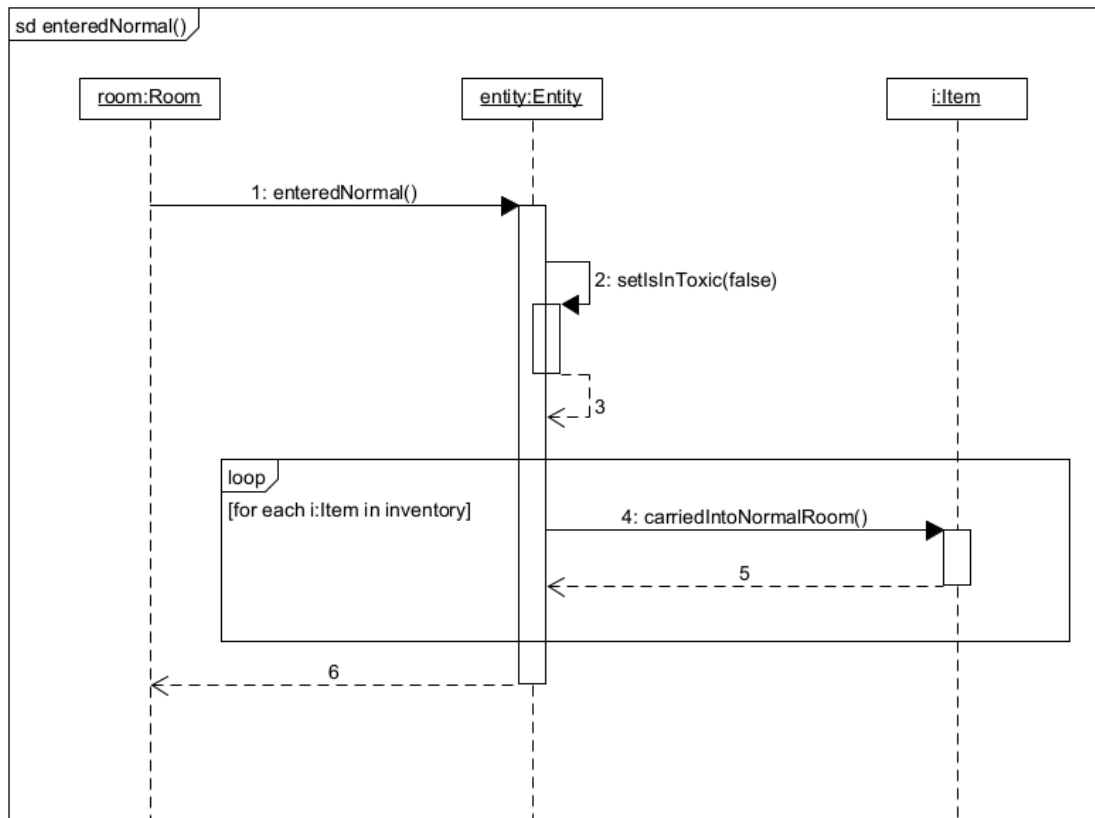 sd enteredNormal()
room:Room
entity:Entity
i:Item
1: enteredNormal()
2: setIsInToxic(false)
3
loop
[for each i:Item in inventory]
4: carriedIntoNormalRoom()
5
6